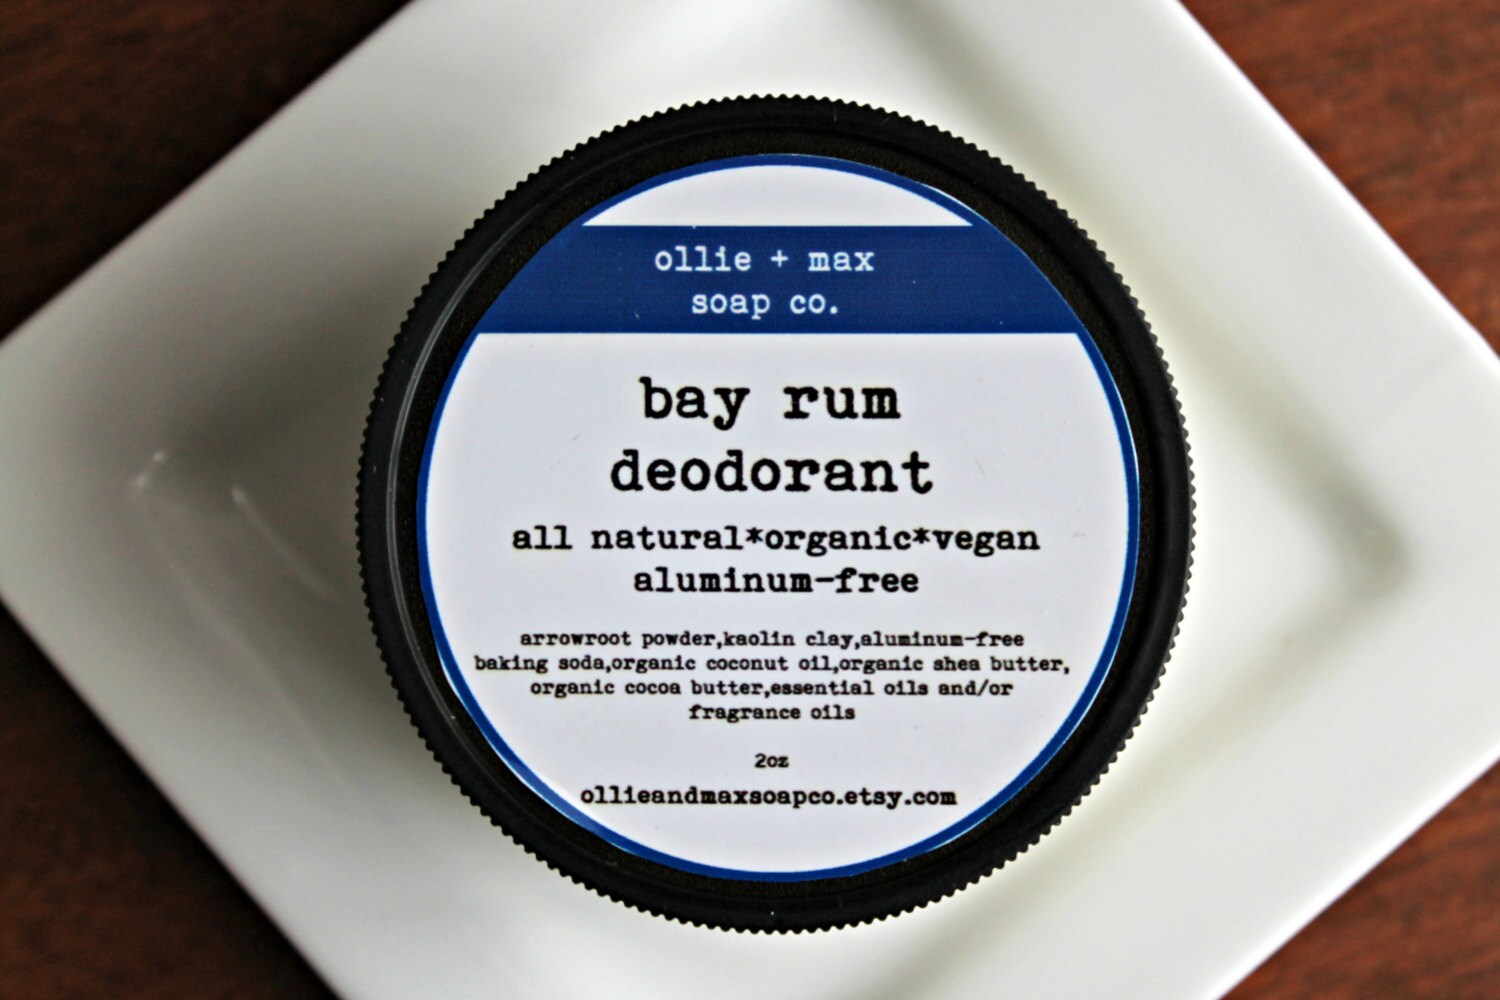 ollie + max
soap co.
bay rum
deodorant
all natural*organic*vegan
aluminum-free
arrowroot powder,kaolin clay,aluminum-free
baking soda,organic coconut oil,organic shea butter,
organic cocoa butter,essential oils and/or
fragrance oils
2oz
ollieandmaxsoapco.etsy.com